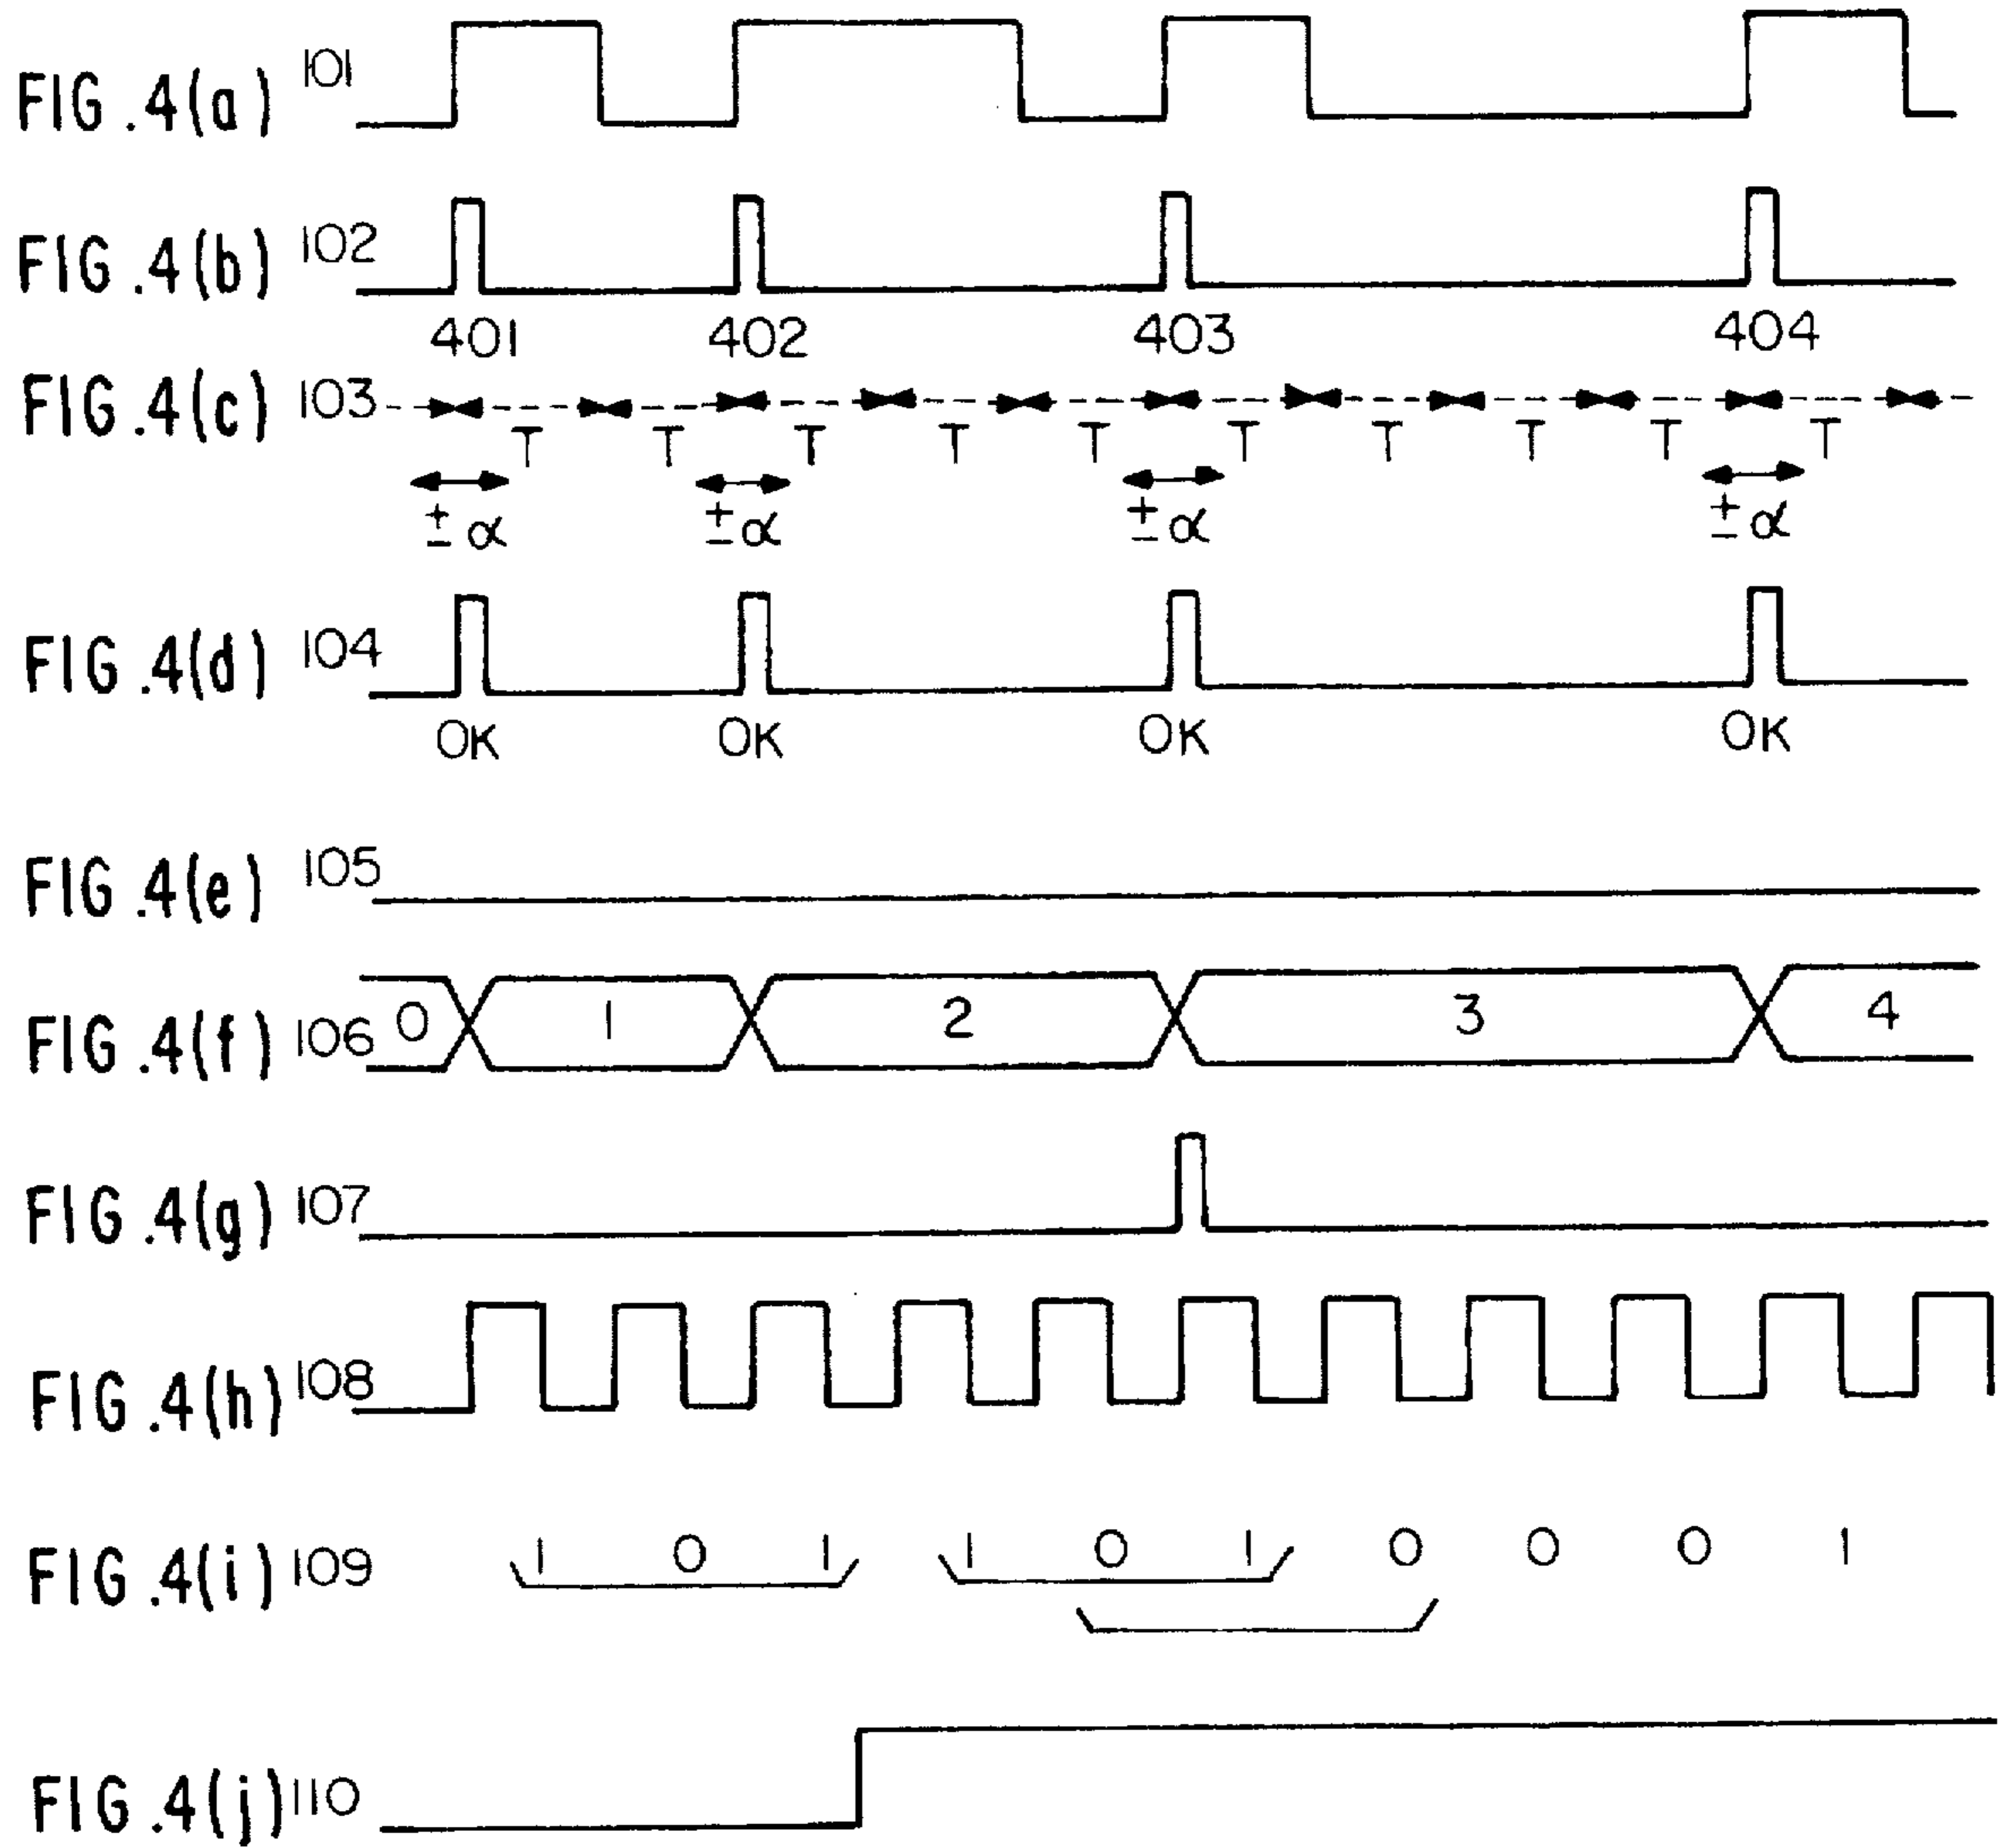 FIG.4(a) 101
FIG.4(b) 102
401 402 403 404
FIG.4(c) 103
T T T T T T T T T T
±α ±α ±α ±α
FIG.4(d) 104
OK OK OK OK
FIG.4(e) 105
FIG.4(f) 106 0 1 2 3 4
FIG.4(g) 107
FIG.4(h) 108
FIG.4(i) 109 1 0 1 1 0 1 0 0 0 1
FIG.4(j) 110